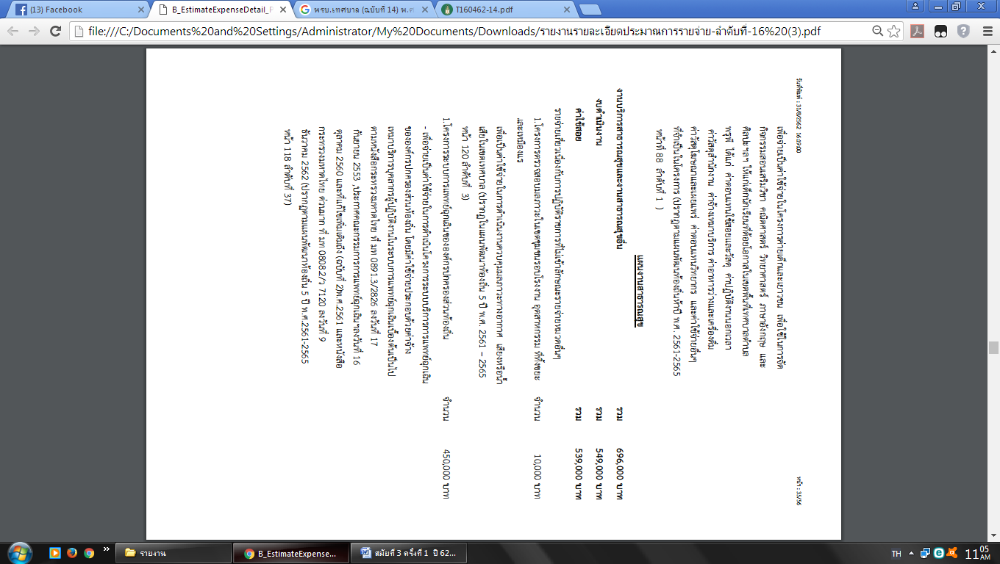 (13) Facebook
B_EstimateExpenseDetail_F
พรบ.เทศบาล (ฉบับที่ 14) พ.ศ
T160462-14.pdf
file:///C:/Documents%20and%20Settings/Administrator/My%20Documents/Downloads/รายงานรายละเอียดประมาณการรายจ่าย-ลำดับที่-16%20(3).pdf
วันที่พิมพ์ : 31/8/2562 16:19:00
หน้า : 35/56
เพื่อจ่ายเป็นค่าใช้จ่ายในโครงการค่ายเด็กและเยาวชน เพื่อใช้ในการจัด
กิจกรรมสอนเสริมวิชา คณิตศาสตร์ วิทยาศาสตร์ ภาษาอังกฤษ และ
ศิลปะฯลฯ ให้แก่เด็กนักเรียนที่ด้อยโอกาสในเขตพื้นที่เทศบาลตำบล
พรุพี ได้แก่ ค่าตอบแทนใช้สอยและวัสดุ ค่าปฏิบัติงานนอกเวลา
ค่าวัสดุสำนักงาน ค่าจ้างเหมาบริการ ค่าอาหารว่างและเครื่องดื่ม
ค่าวัสดุโฆษณาและเผยแพร่ ค่าตอบแทนวิทยากร และค่าใช้จ่ายอื่นๆ
ที่จำเป็นในโครงการ (ปรากฏตามแผนพัฒนาท้องถิ่นห้าปี พ.ศ. 2561-2565
หน้าที่ 88 ลำดับที่ 1 )
แผนงานสาธารณสุข
งานบริการสาธารณสุขและงานสาธารณสุขอื่น รวม 696,000 บาท
งบดำเนินงาน รวม 549,000 บาท
ค่าใช้สอย รวม 539,000 บาท
รายจ่ายเกี่ยวเนื่องกับการปฏิบัติราชการที่ไม่เข้าลักษณะรายจ่ายหมวดอื่นๆ
1.โครงการตรวจสอบมลภาวะในเขตชุมชนรอบโรงงาน อุตสาหกรรม ที่ทิ้งขยะ จำนวน 10,000 บาท
และเหมืองแร่
เพื่อเป็นค่าใช้จ่ายในการดำเนินงานควบคุมมลภาวะทางอากาศ เสียงหรือน้ำ
เสียในเขตเทศบาล (ปรากฏในแผนพัฒนาท้องถิ่น 5 ปี พ.ศ. 2561 – 2565
หน้า 120 ลำดับที่ 3)
1.โครงการระบบการแพทย์ฉุกเฉินขององค์กรปกครองส่วนท้องถิ่น จำนวน 450,000 บาท
- เพื่อจ่ายเป็นค่าใช้จ่ายในการดำเนินโครงการระบบบริการการแพทย์ฉุกเฉิน
ขององค์กรปกครองส่วนท้องถิ่น โดยมีค่าใช้จ่ายประกอบด้วยค่าจ้าง
เหมาบริการบุคลากรผู้ปฏิบัติงานในระบบการแพทย์ฉุกเฉินเบื้องต้นเป็นไป
ตามหนังสือกระทรวงมหาดไทย ที่ มท 0891.3/2826 ลงวันที่ 17
กันยายน 2553 ,ประกาศคณะกรรมการการแพทย์ฉุกเฉินฯลงวันที่ 16
ตุลาคม 2560 และที่แก้ไขเพิ่มเติมถึง (ฉบับที่ 2)พ.ศ.2561 และหนังสือ
กระทรวงมหาดไทย ด่วนมาก ที่ มท 0808.2/ว 7120 ลงวันที่ 9
ธันวาคม 2562 (ปรากฏตามแผนพัฒนาท้องถิ่น 5 ปี พ.ศ.2561-2565
หน้า 118 ลำดับที่ 37)
รายงาน
B_EstimateExpense...
สมัยที่ 3 ครั้งที่ 1 ปี 62...
TH
11 05 AM